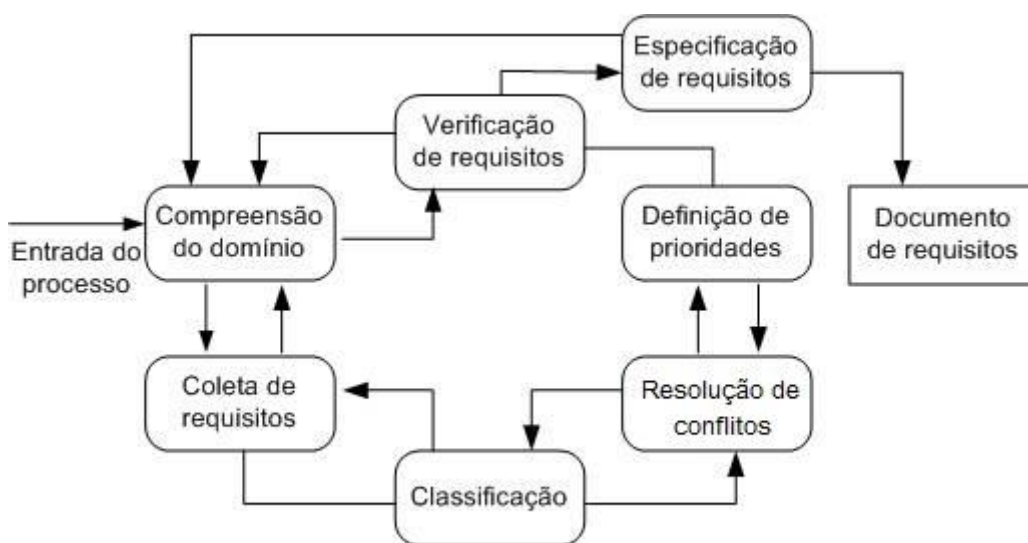 Especificação
de requisitos
Verificação
de requisitos
Compreensão
do domínio
Definição de
prioridades
Documento
de requisitos
Entrada do
processo
Coleta de
requisitos
Resolução de
conflitos
Classificação